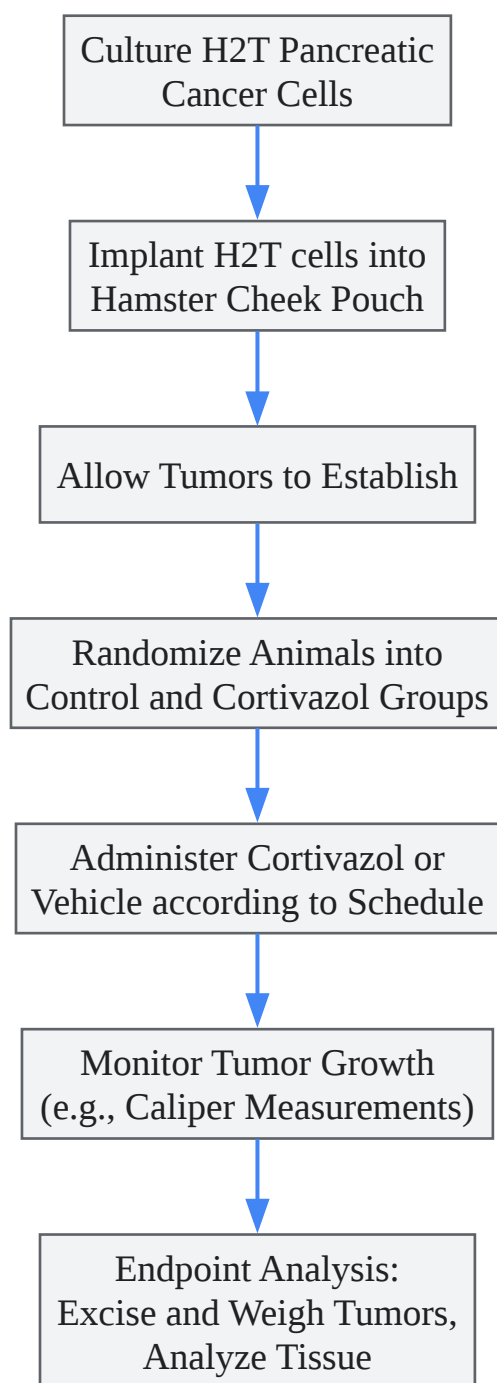 Culture H2T Pancreatic
Cancer Cells
Implant H2T cells into
Hamster Cheek Pouch
Allow Tumors to Establish
Randomize Animals into
Control and Cortivazol Groups
Administer Cortivazol or
Vehicle according to Schedule
Monitor Tumor Growth
(e.g., Caliper Measurements)
Endpoint Analysis:
Excise and Weigh Tumors,
Analyze Tissue